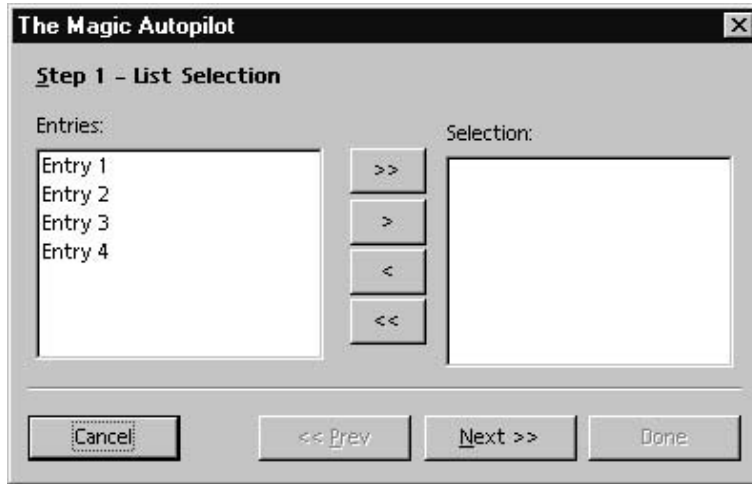 The Magic Autopilot
Step 1 - List Selection
Entries:
Selection:
Entry 1
Entry 2
Entry 3
Entry 4
>>
>
<
<<
Cancel
<< Prev
Next >>
Done